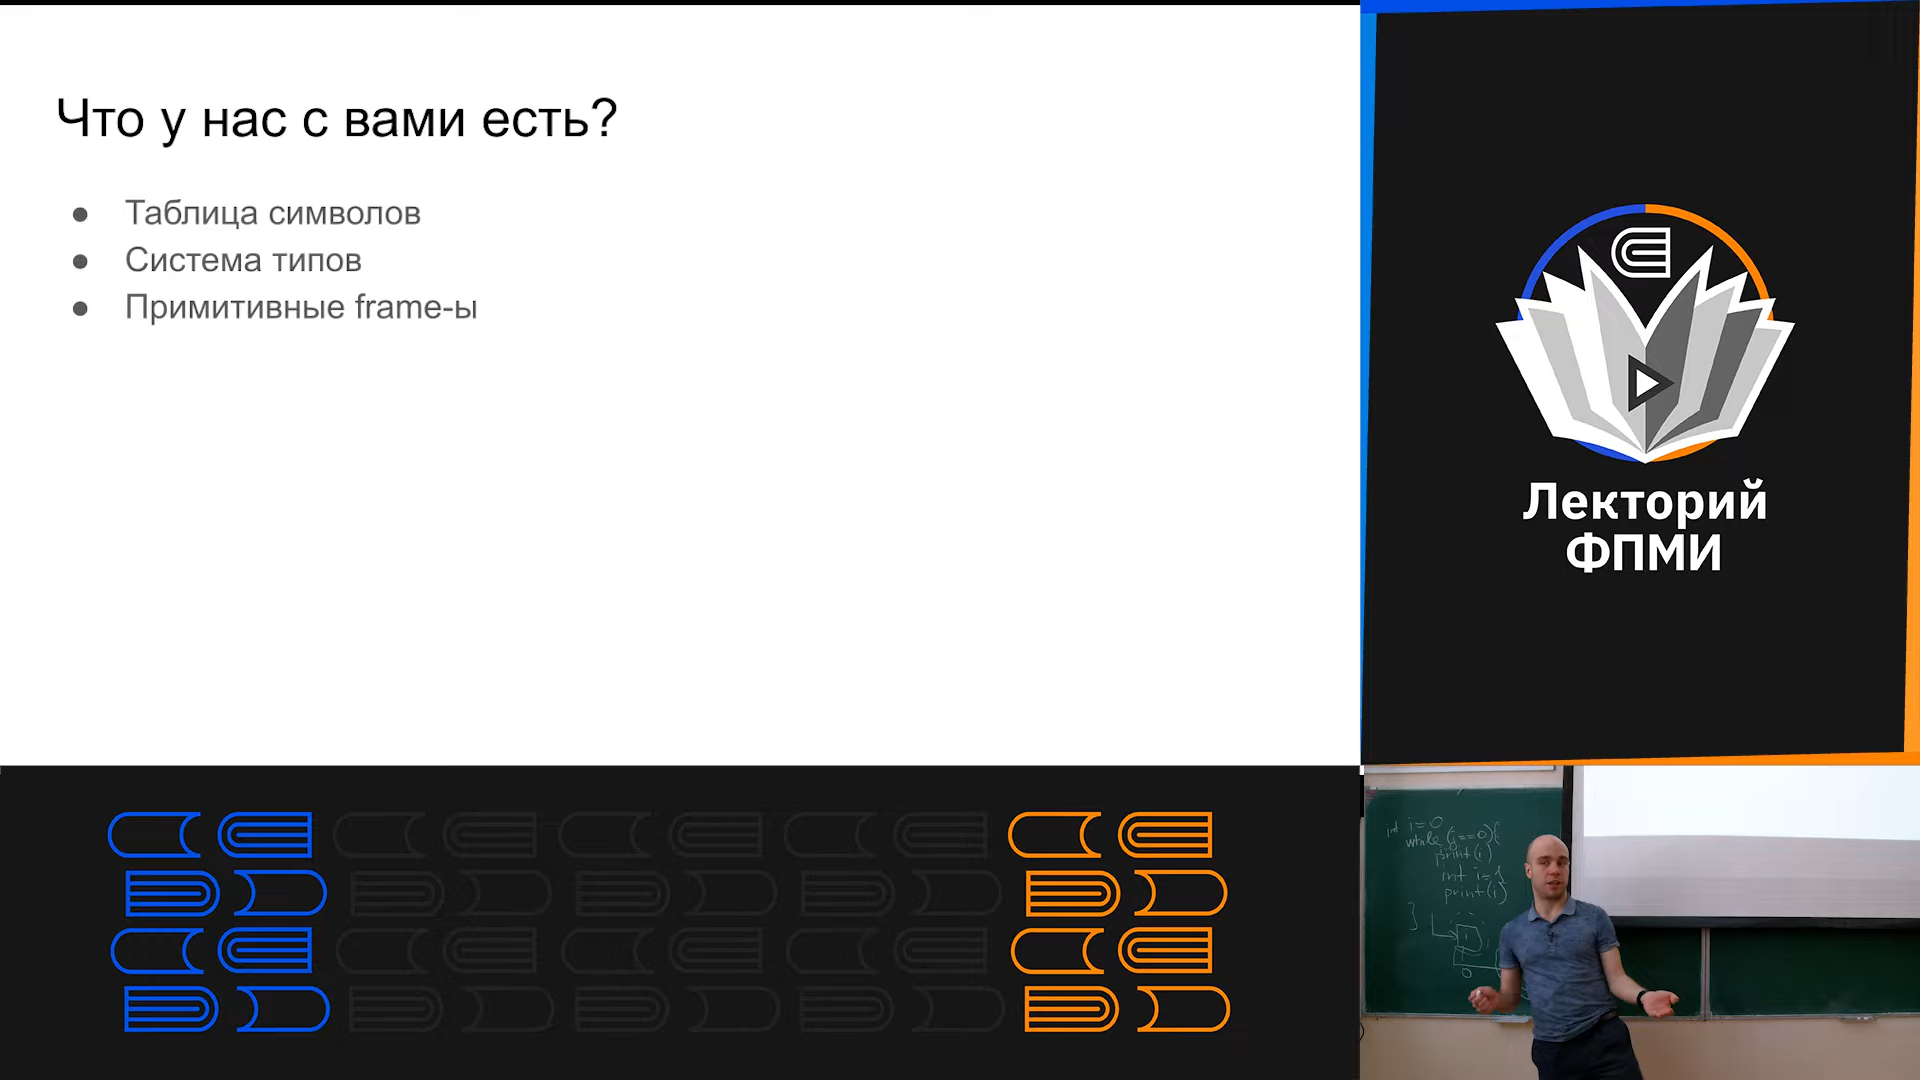 Что у нас с вами есть?
● Таблица символов
● Система типов
● Примитивные frame-ы
Лекторий
ФПМИ
int i=0
while (i==0){
print(i)
int i=1
print(i)
}